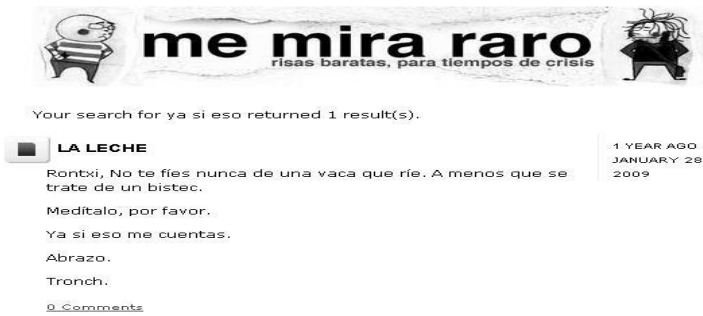 me mira raro
risas baratas, para tiempos de crisis
Your search for ya si eso returned 1 result(s).
LA LECHE
1 YEAR AGO
JANUARY 28
2009
Rontxi, No te fíes nunca de una vaca que ríe. A menos que se
trate de un bistec.
Medítalo, por favor.
Ya si eso me cuentas.
Abrazo.
Tronch.
0 Comments